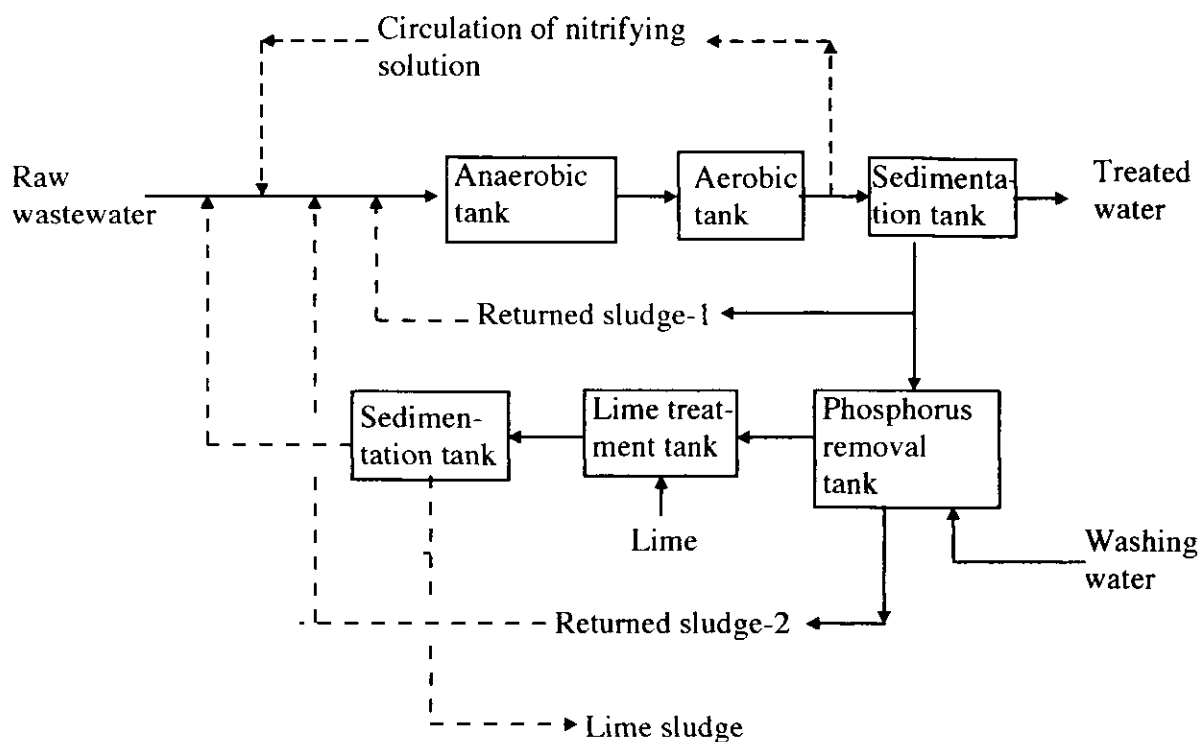 Circulation of nitrifying
solution
Raw
wastewater
Anaerobic
tank
Aerobic
tank
Sedimenta-
tion tank
Treated
water
Returned sludge-1
Sedimen-
tation tank
Lime treat-
ment tank
Phosphorus
removal
tank
Lime
Washing
water
Returned sludge-2
Lime sludge